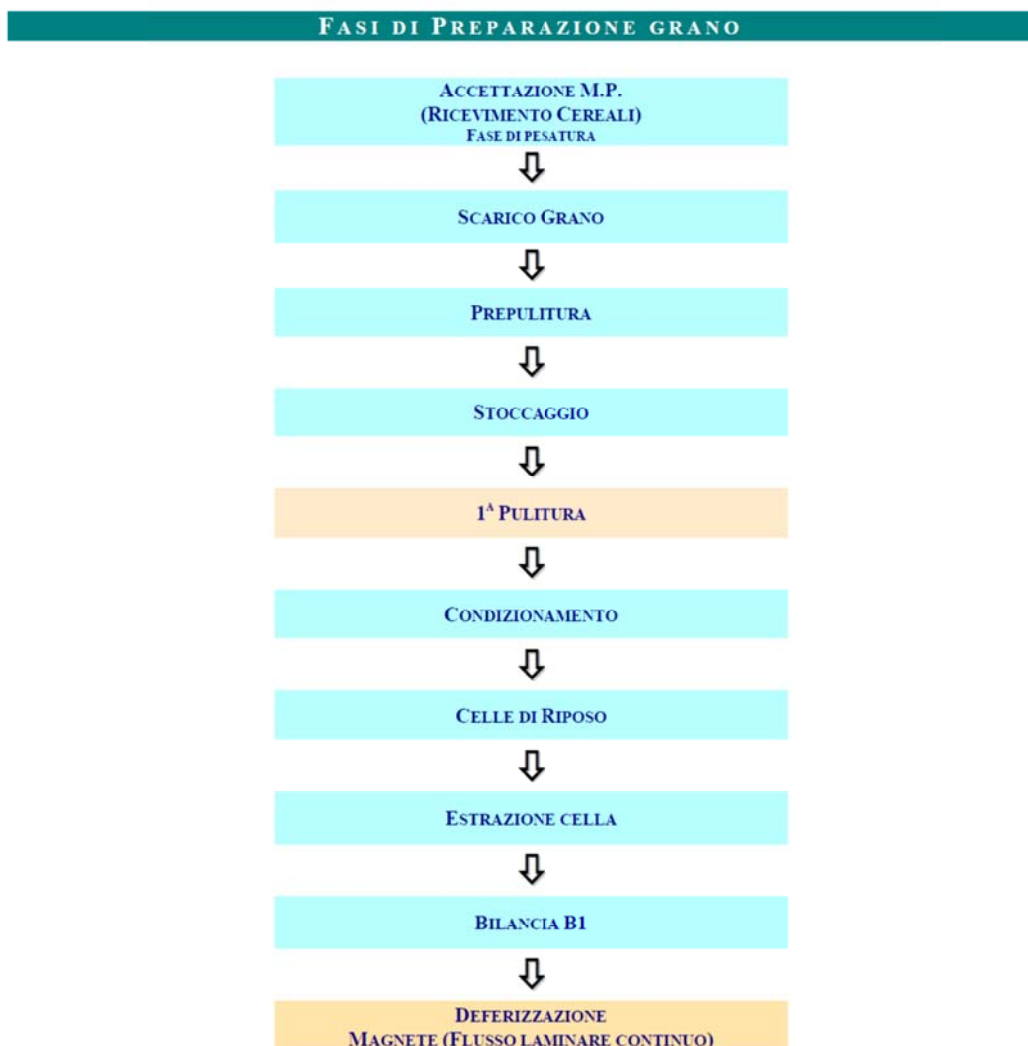 FASI DI PREPARAZIONE GRANO
ACCETTAZIONE M.P.
(RICEVIMENTO CEREALI)
FASE DI PESATURA
SCARICO GRANO
PREPULITURA
STOCCAGGIO
1ᴬ PULITURA
CONDIZIONAMENTO
CELLE DI RIPOSO
ESTRAZIONE CELLA
BILANCIA B1
DEFERIZZAZIONE
MAGNETE (FLUSSO LAMINARE CONTINUO)